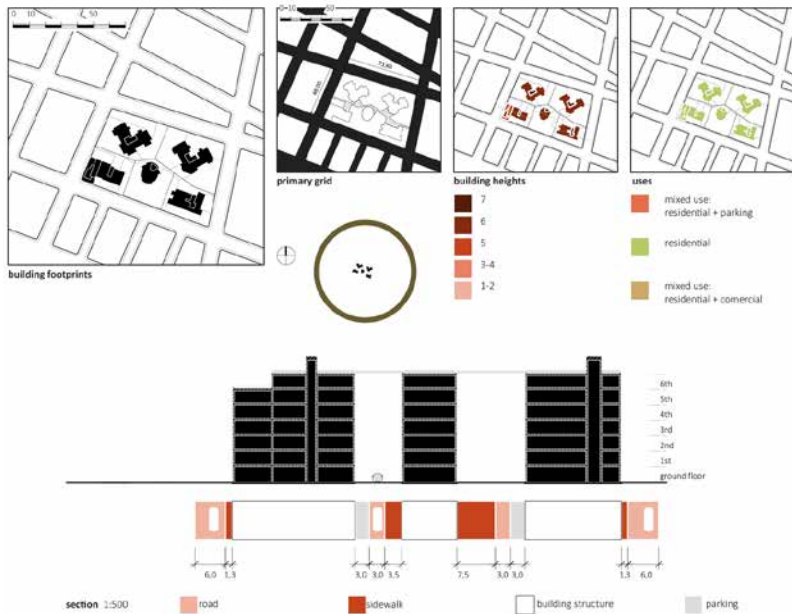 0 10 50
building footprints
0 10 50
73,40
primary grid
building heights
7
6
5
3-4
1-2
uses
mixed use:
residential + parking
residential
mixed use:
residential + comercial
6th
5th
4th
3rd
2nd
1st
ground floor
6,0 1,3 3,0 3,0 3,5 7,5 3,0 3,0 1,3 6,0
section 1:500 road sidewalk building structure parking